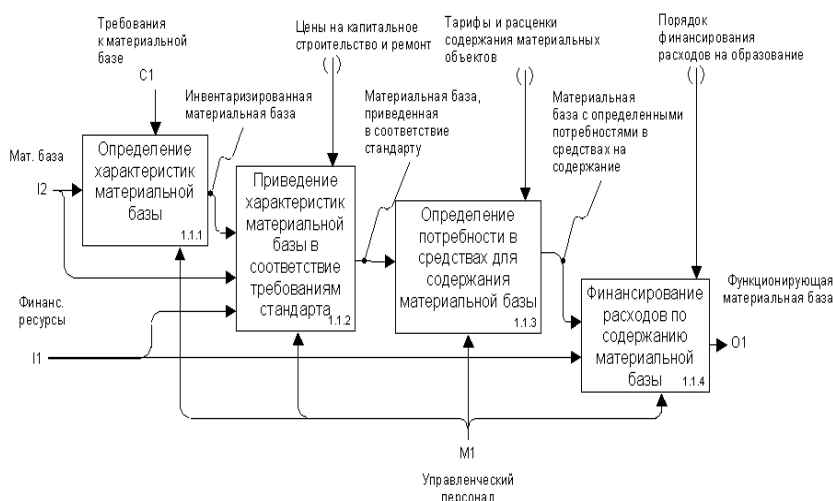 Требования
к материальной
базе
C1
Цены на капитальное
строительство и ремонт
( )
Тарифы и расценки
содержания материальных
объектов
( )
Порядок
финансирования
расходов на образование
( )
Инвентаризированная
материальная база
Материальная база,
приведенная
в соответствие
стандарту
Материальная
база с определенными
потребностями в
средствах на
содержание
Мат. база
I2
Определение
характеристик
материальной
базы
1.1.1
Приведение
характеристик
материальной
базы в
соответствие
требованиям
стандарта
1.1.2
Определение
потребности в
средствах для
содержания
материальной базы
1.1.3
Финансирование
расходов по
содержанию
материальной
базы
1.1.4
Функционирующая
материальная база
O1
Финанс.
ресурсы
I1
M1
Управленческий
персонал